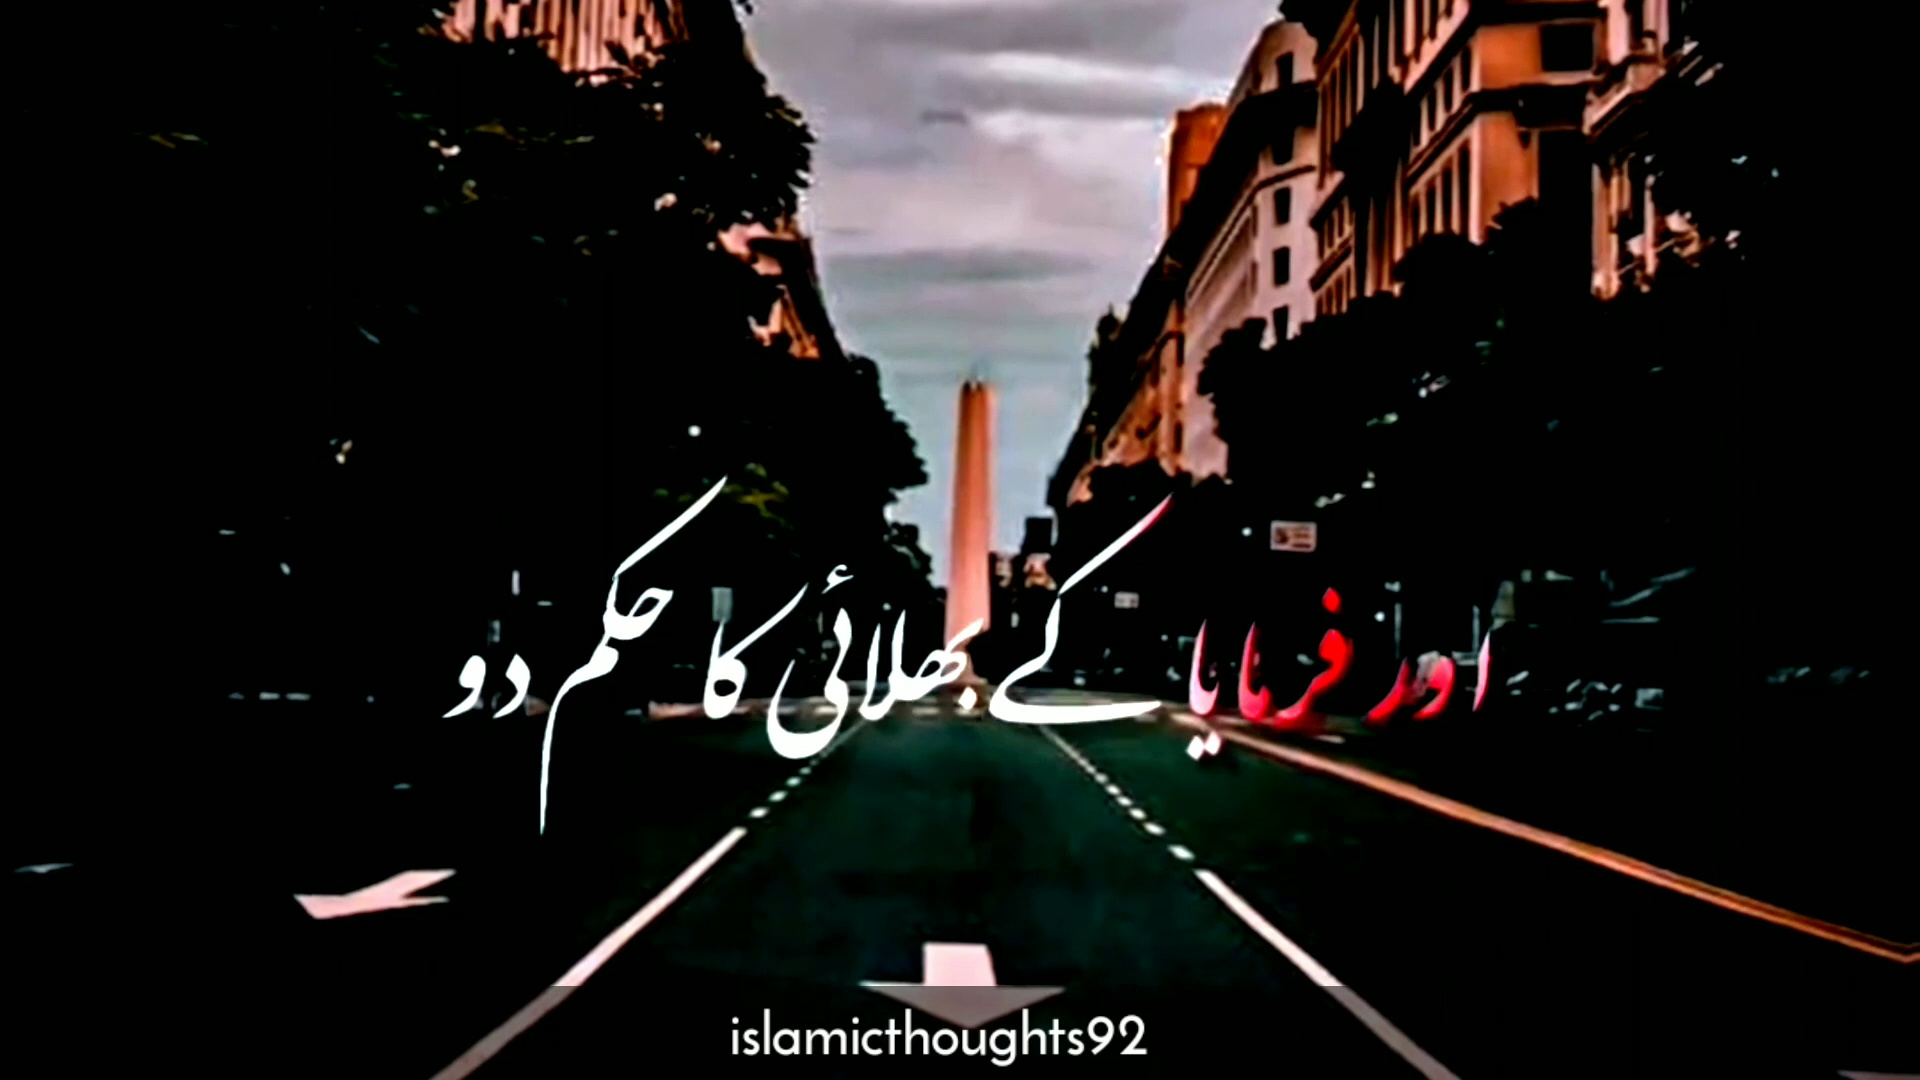 اور فرمایا کے بھلائی کا حکم دو
islamicthoughts92